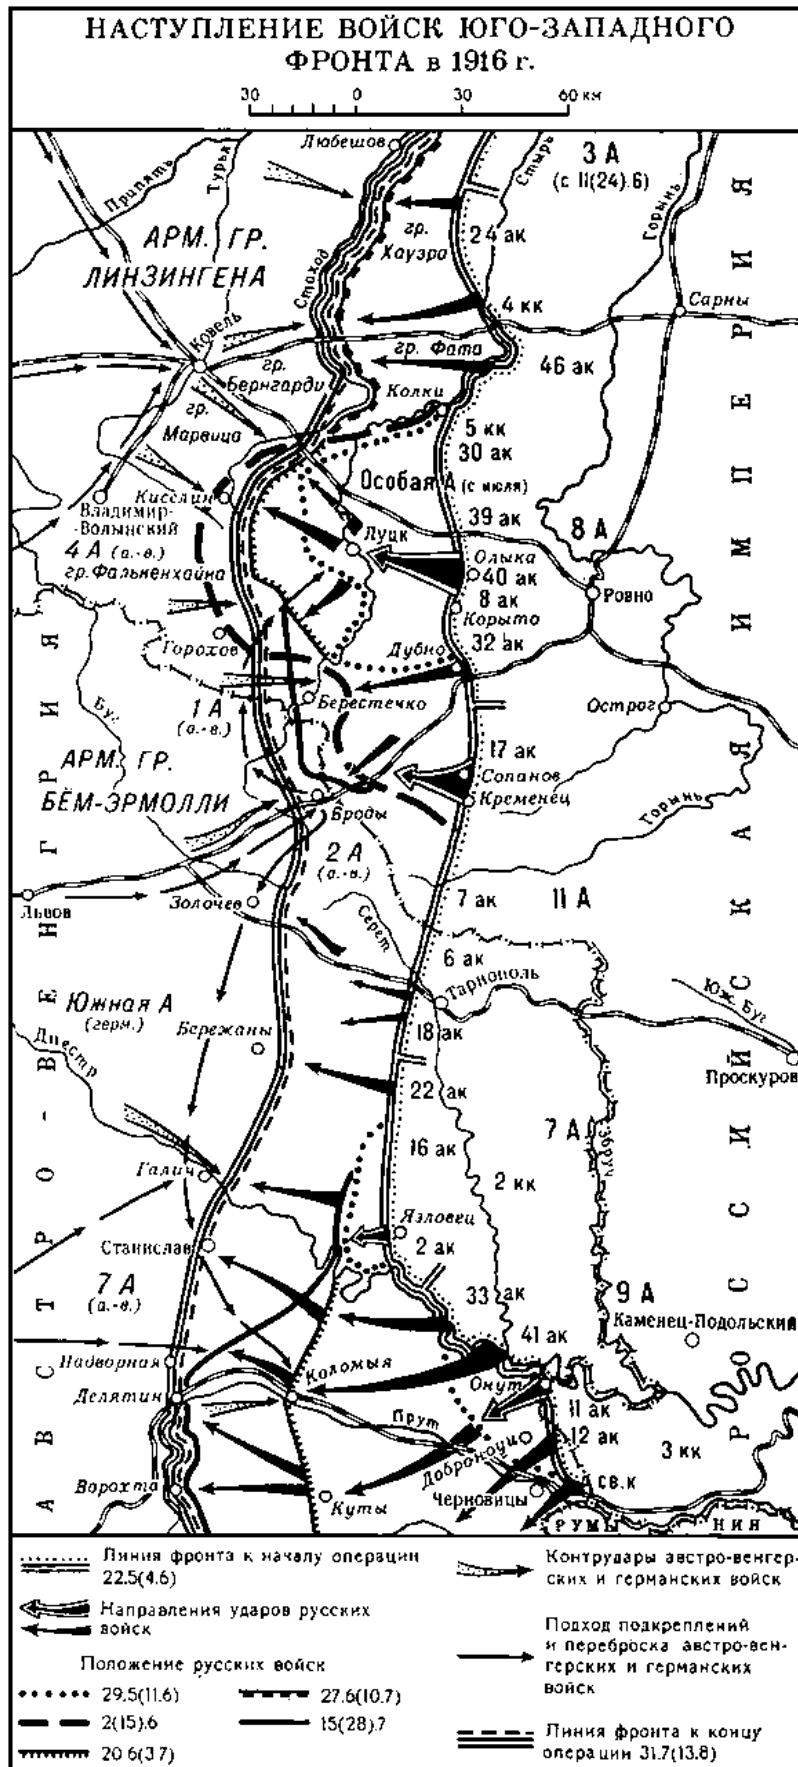 НАСТУПЛЕНИЕ ВОЙСК ЮГО-ЗАПАДНОГО
ФРОНТА в 1916 г.
30 0 30 60 км
Любешов
Стырь
3 А
(с 11(24).6)
Горынь
Припять
Турья
гр.
Хауэра
24 ак
АРМ. ГР.
ЛИНЗИНГЕНА
Стоход
4 кк
Сарны
Ковель
гр. Фата
гр.
Бернгарди
46 ак
Колки
гр.
Марвица
5 кк
30 ак
Киселин
Особая А (с июля)
Владимир-
Волынский
39 ак
Луцк
8 А
4 А (а.-в.)
гр. Фалькенхайна
Олыка
40 ак
Ровно
8 ак
Корыто
Горохов
Дубно
32 ак
1 А
(а.-в.)
Берестечко
Острог
Буг
17 ак
АРМ. ГР.
БЁМ-ЭРМОЛЛИ
Сопанов
Кременец
Горынь
Броды
2 А
(а.-в.)
Львов
Золочев
7 ак
11 А
Серет
6 ак
Тарнополь
Южная А
(герм.)
Юж. Буг
Днестр
Бережаны
18 ак
Проскуров
22 ак
7 А
Збруч
16 ак
Галич
2 кк
Язловец
Станислав
2 ак
7 А
(а.-в.)
33 ак
9 А
Каменец-Подольский
41 ак
Надворная
Коломыя
Делятин
Онут
11 ак
Прут
12 ак
3 кк
Доброноуц
Ворохта
Куты
Черновицы
св.к
РУМЫНИЯ
АВСТРО-ВЕНГРИЯ
РОССИЙСКАЯ ИМПЕРИЯ
Линия фронта к началу операции
22.5(4.6)
Направления ударов русских
войск
Положение русских войск
29.5(11.6)
27.6(10.7)
2(15).6
15(28).7
20.6(3.7)
Контрудары австро-венгер-
ских и германских войск
Подход подкреплений
и переброска австро-вен-
герских и германских
войск
Линия фронта к концу
операции 31.7(13.8)